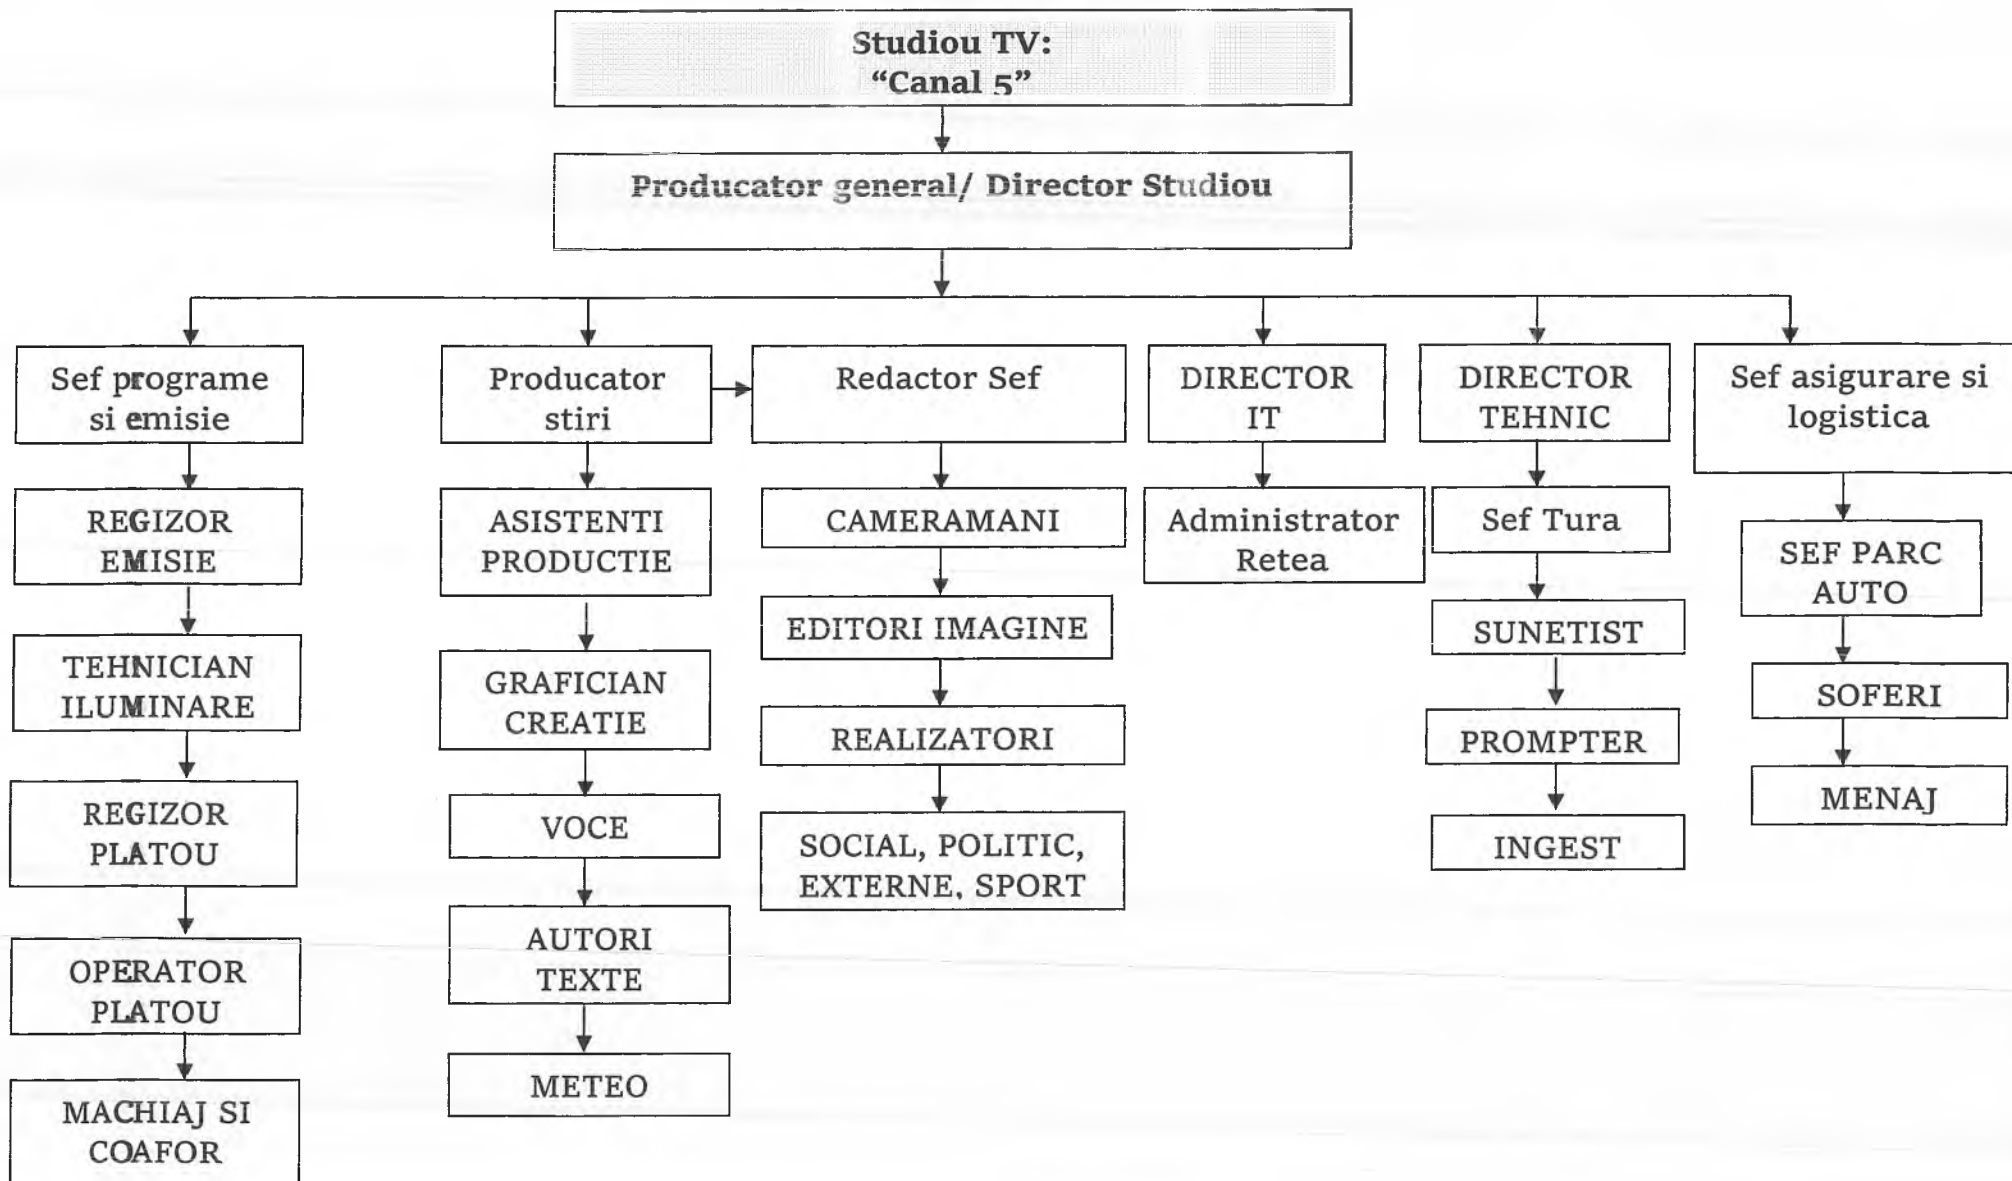 Studiou TV:
“Canal 5”
Producator general/ Director Studiou
Sef programe
si emisie
Producator
stiri
Redactor Sef
DIRECTOR
IT
DIRECTOR
TEHNIC
Sef asigurare si
logistica
REGIZOR
EMISIE
ASISTENTI
PRODUCTIE
CAMERAMANI
Administrator
Retea
Sef Tura
SEF PARC
AUTO
TEHNICIAN
ILUMINARE
GRAFICIAN
CREATIE
EDITORI IMAGINE
SUNETIST
SOFERI
REGIZOR
PLATOU
VOCE
REALIZATORI
PROMPTER
MENAJ
OPERATOR
PLATOU
AUTORI
TEXTE
SOCIAL, POLITIC,
EXTERNE, SPORT
INGEST
MACHIAJ SI
COAFOR
METEO